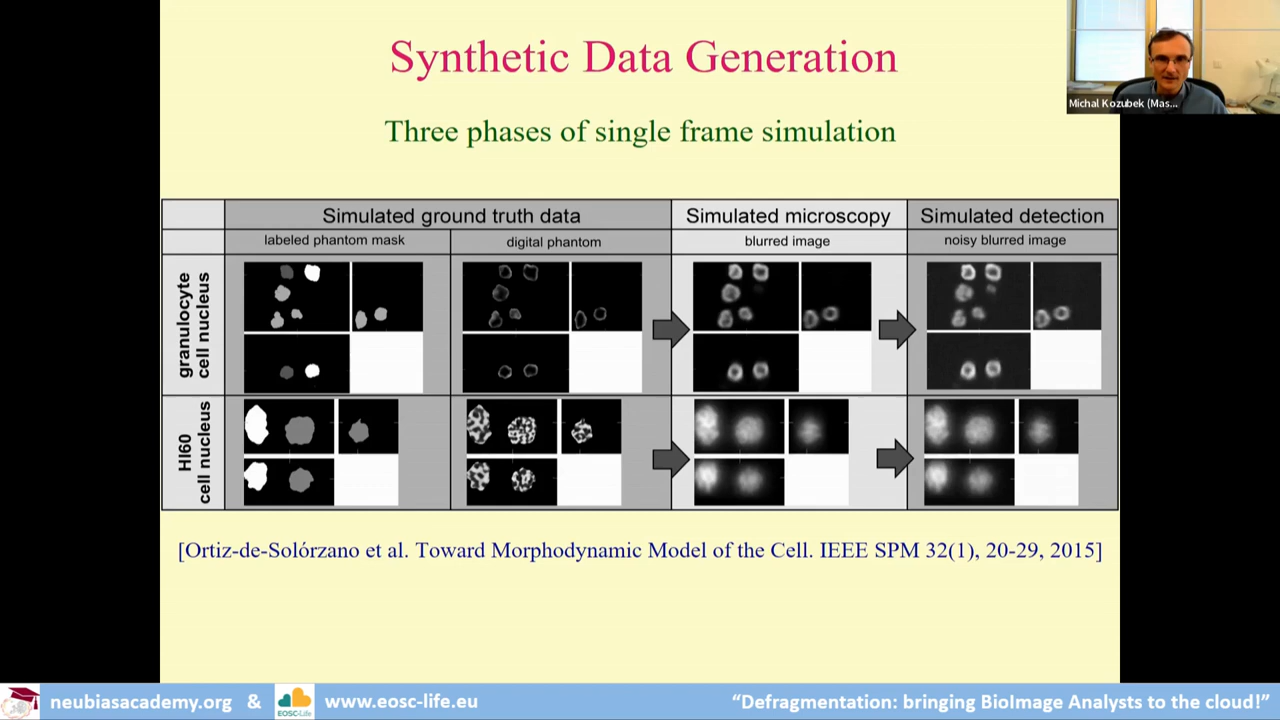 Synthetic Data Generation
Michal Kozubek (Mas...
Three phases of single frame simulation
Simulated ground truth data
Simulated microscopy
Simulated detection
labeled phantom mask
digital phantom
blurred image
noisy blurred image
granulocyte
cell nucleus
Hl60
cell nucleus
[Ortiz-de-Solórzano et al. Toward Morphodynamic Model of the Cell. IEEE SPM 32(1), 20-29, 2015]
neubiasacademy.org & EOSC-Life www.eosc-life.eu "Defragmentation: bringing BioImage Analysts to the cloud!"